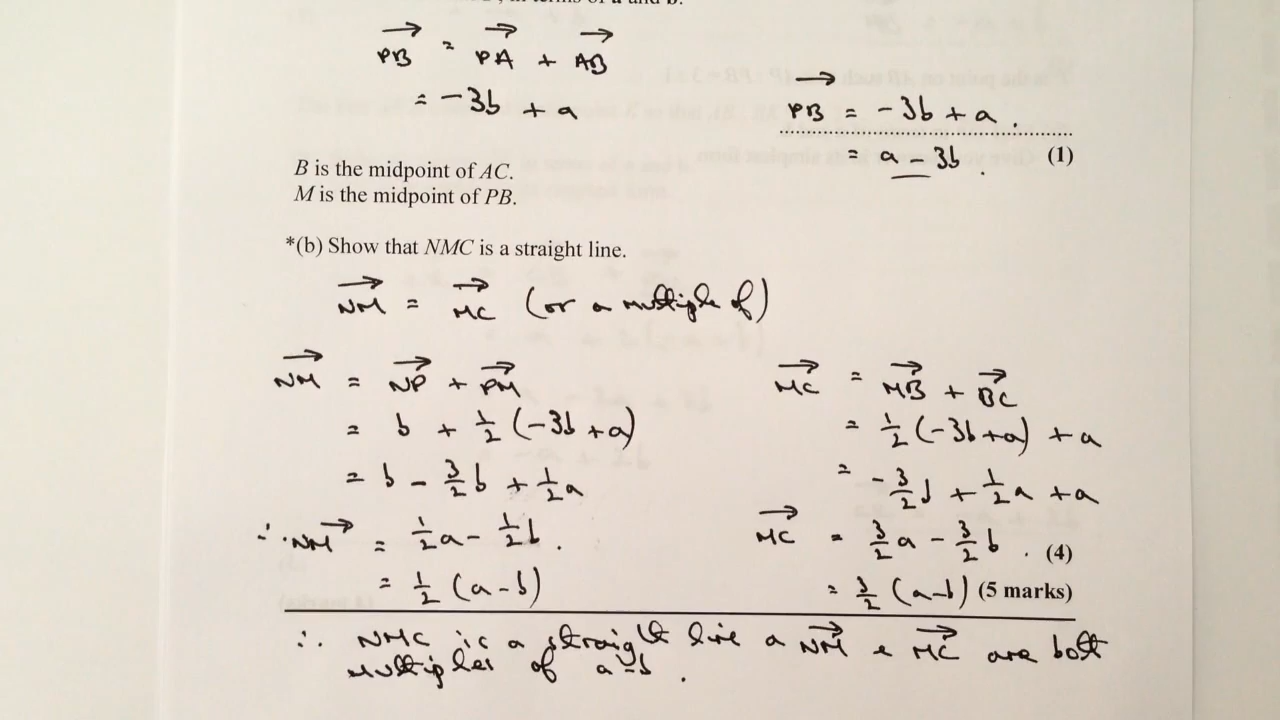 in terms of a and b.
PB = PA + AB
= -3b + a
PB = -3b + a .
= a - 3b . (1)
B is the midpoint of AC.
M is the midpoint of PB.
*(b) Show that NMC is a straight line.
NM = MC (or a multiple of)
NM = NP + PM
= b + 1/2 (-3b + a)
= b - 3/2 b + 1/2 a
∴ NM = 1/2 a - 1/2 b .
= 1/2 (a - b)
MC = MB + BC
= 1/2 (-3b + a) + a
= -3/2 b + 1/2 a + a
MC = 3/2 a - 3/2 b . (4)
= 3/2 (a - b) (5 marks)
∴ NMC is a straight line a NM & MC are both
multiples of a-b .